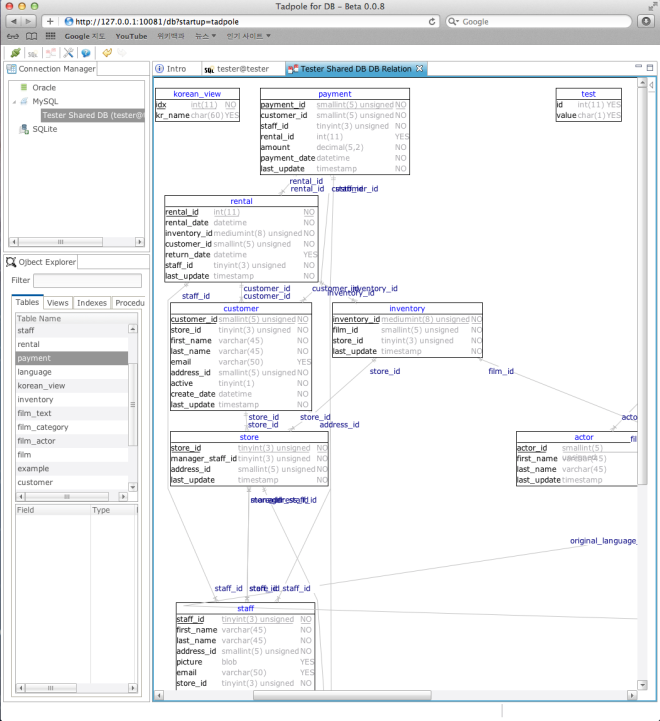 Tadpole for DB – Beta 0.0.8
http://127.0.0.1:10081/db?startup=tadpole
Google
Google 지도 YouTube 위키백과 뉴스 인기 사이트
SQL
Connection Manager
Oracle
MySQL
Tester Shared DB (tester@t
SQLite
Ojbect Explorer
Filter
Tables Views Indexes Procedu
Table Name
staff
rental
payment
language
korean_view
inventory
film_text
film_category
film_actor
film
example
customer
Field Type
Intro
SQL tester@tester
Tester Shared DB DB Relation
korean_view
idx int(11) NO
kr_name char(60) YES
payment
payment_id smallint(5) unsigned NO
customer_id smallint(5) unsigned NO
staff_id tinyint(3) unsigned NO
rental_id int(11) YES
amount decimal(5,2) NO
payment_date datetime NO
last_update timestamp NO
test
id int(11) YES
value char(1) YES
rental_id
rental_id customer_id
rental
rental_id int(11) NO
rental_date datetime NO
inventory_id mediumint(8) unsigned NO
customer_id smallint(5) unsigned NO
return_date datetime YES
staff_id tinyint(3) unsigned NO
last_update timestamp NO
customer_id customer_id inventory_id
staff_id customer_id inventory_id
customer
customer_id smallint(5) unsigned NO
store_id tinyint(3) unsigned NO
first_name varchar(45) NO
last_name varchar(45) NO
email varchar(50) YES
address_id smallint(5) unsigned NO
active tinyint(1) NO
create_date datetime NO
last_update timestamp NO
inventory
inventory_id mediumint(8) unsigned NO
film_id smallint(5) unsigned NO
store_id tinyint(3) unsigned NO
last_update timestamp NO
store_id film_id
store_id store_id
store_id address_id
acto
store
store_id tinyint(3) unsigned NO
manager_staff_id tinyint(3) unsigned NO
address_id smallint(5) unsigned NO
last_update timestamp NO
actor
actor_id smallint(5) unsigned
first_name varchar(45)
last_name varchar(45)
last_update timestamp
original_language_
staff_id staff_id
staff
staff_id tinyint(3) unsigned NO
first_name varchar(45) NO
last_name varchar(45) NO
address_id smallint(5) unsigned NO
picture blob YES
email varchar(50) YES
store_id tinyint(3) unsigned NO